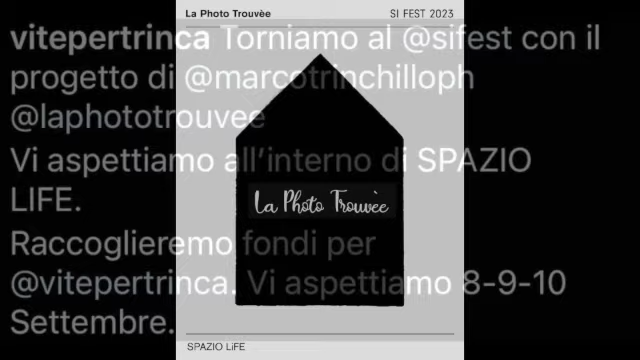 La Photo Trouvèe SI FEST 2023
vitepertrinca Torniamo al @sifest con il
progetto di @marcotrinchilloph
@laphototrouvee
Vi aspettiamo all’interno di SPAZIO
LIFE.
La Photo Trouvèe
Raccoglieremo fondi per
@vitepertrinca. Vi aspettiamo 8-9-10
Settembre.
SPAZIO LiFE